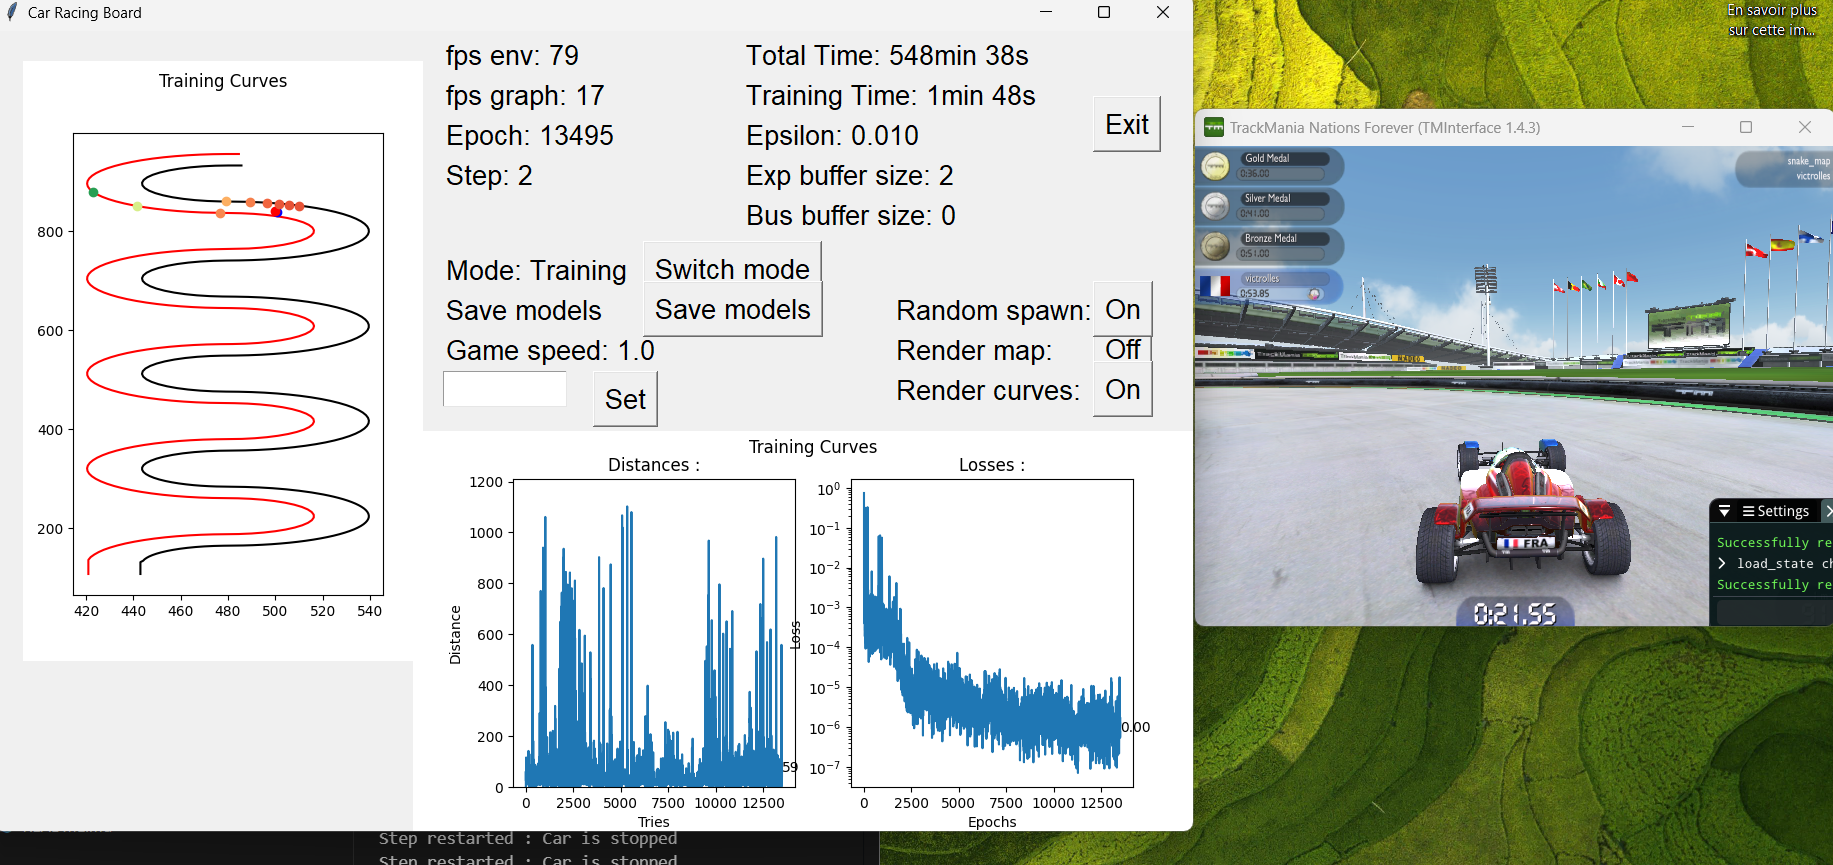 Car Racing Board
Training Curves
800
600
400
200
420 440 460 480 500 520 540
fps env: 79
fps graph: 17
Epoch: 13495
Step: 2
Total Time: 548min 38s
Training Time: 1min 48s
Epsilon: 0.010
Exp buffer size: 2
Bus buffer size: 0
Exit
Mode: Training
Switch mode
Save models
Save models
Game speed: 1.0
Set
Random spawn:
On
Render map:
Off
Render curves:
On
Training Curves
Distances :
1200
1000
800
600
400
200
0
Distance
59
0 2500 5000 7500 10000 12500
Tries
Losses :
10⁰
10⁻¹
10⁻²
10⁻³
10⁻⁴
10⁻⁵
10⁻⁶
10⁻⁷
Loss
0.00
0 2500 5000 7500 10000 12500
Epochs
Step restarted : Car is stopped
Step restarted : Car is stopped
En savoir plus
sur cette im...
TrackMania Nations Forever (TMInterface 1.4.3)
Gold Medal
0:36.00
Silver Medal
0:41.00
Bronze Medal
0:51.00
victrolles
0:53.85
snake_map
victrolles
FRA
0:21.55
Settings
Successfully re
load_state ch
Successfully re